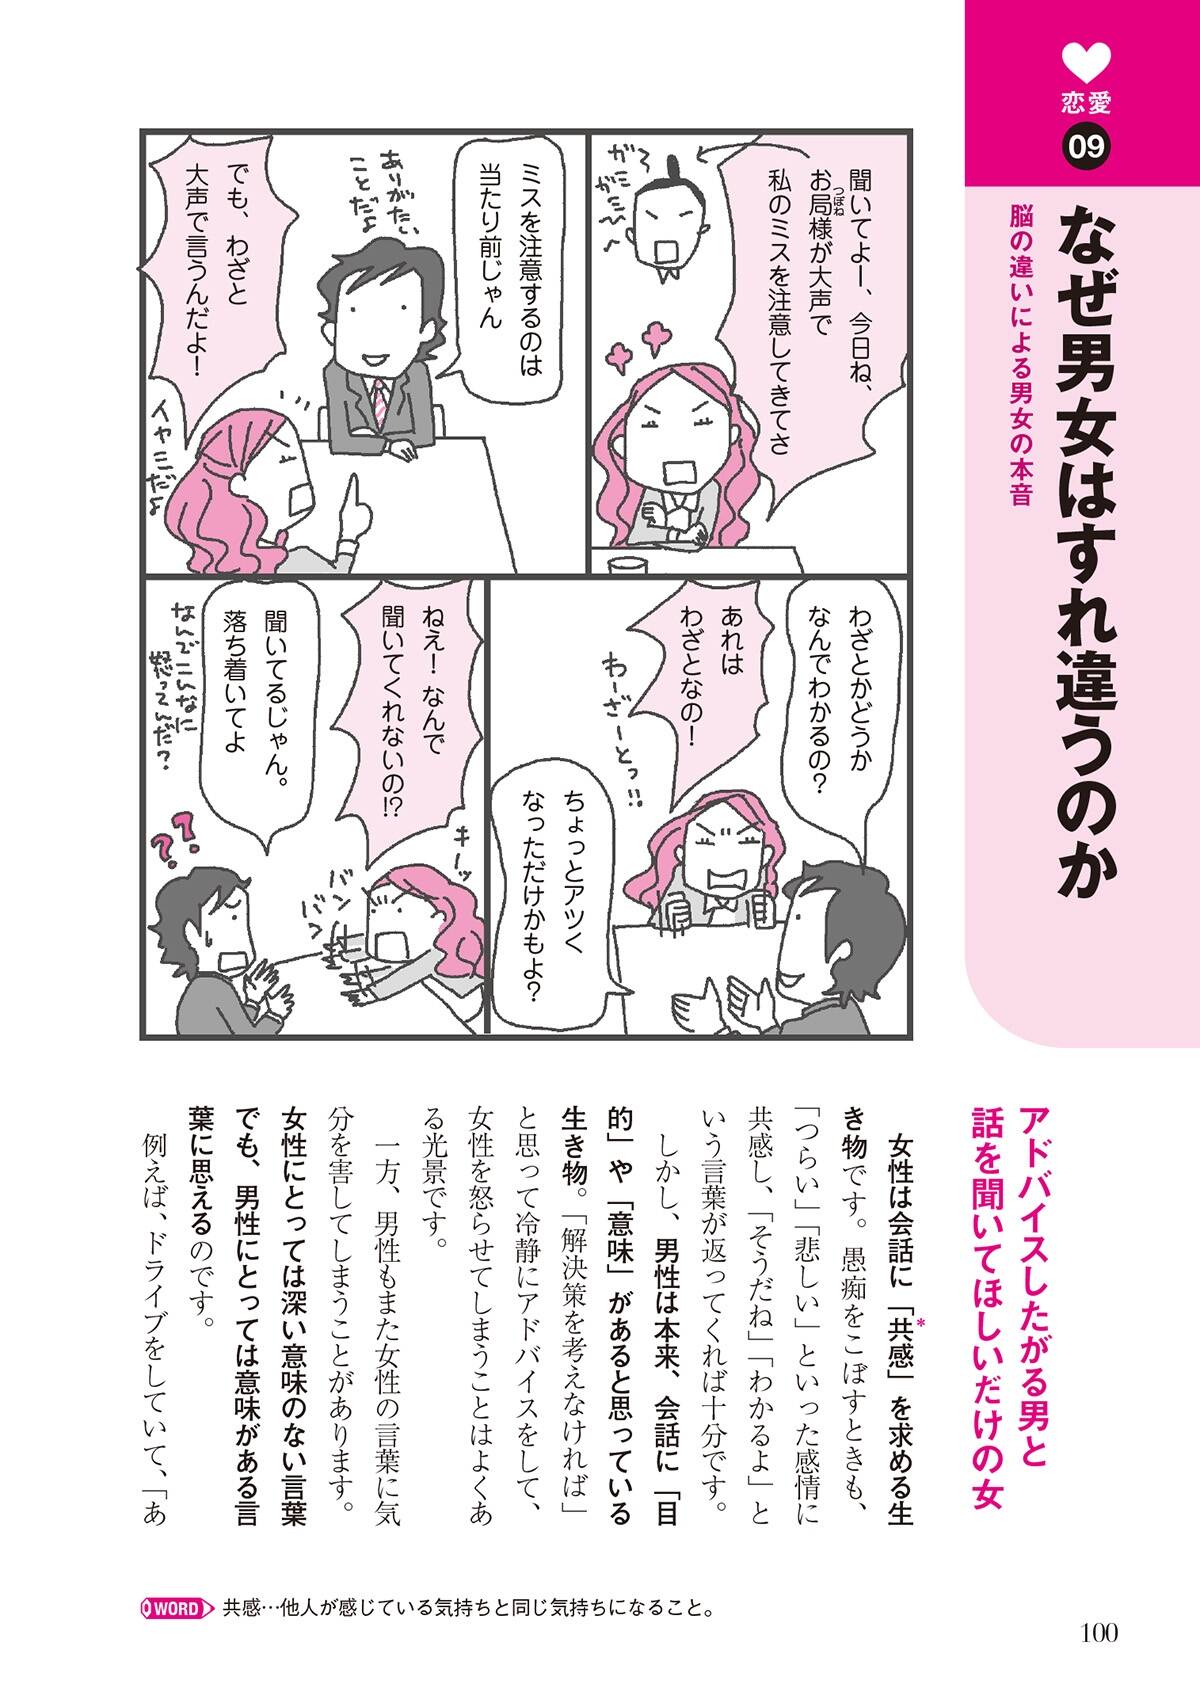 恋愛
09
なぜ男女はすれ違うのか
脳の違いによる男女の本音
聞いてよー、今日ね、
お局様が大声で
つぼね
私のミスを注意してきてさ
ガミ
ガミ
ガミ
ミスを注意するのは
当たり前じゃん
ありがたい
ことだよ
でも、わざと
大声で言うんだよ!
イヤミだよ
わざとかどうか
なんでわかるの?
あれは
わざとなの!
わーざーとっ!!
ちょっとアツく
なっただけかもよ?
ねえ!なんで
聞いてくれないの!?
キーッ
バン
バン
聞いてるじゃん。
落ち着いてよ
なんでこんなに
怒ってんだ?
??
アドバイスしたがる男と
話を聞いてほしいだけの女
女性は会話に「共感」を求める生
*
き物です。愚痴をこぼすときも、
「つらい」「悲しい」といった感情に
共感し、「そうだね」「わかるよ」と
いう言葉が返ってくれば十分です。
しかし、男性は本来、会話に「目
的」や「意味」があると思っている
生き物。「解決策を考えなければ」
と思って冷静にアドバイスをして、
女性を怒らせてしまうことはよくあ
る光景です。
一方、男性もまた女性の言葉に気
分を害してしまうことがあります。
女性にとっては深い意味のない言葉
でも、男性にとっては意味がある言
葉に思えるのです。
例えば、ドライブをしていて、「あ
WORD 共感…他人が感じている気持ちと同じ気持ちになること。
100